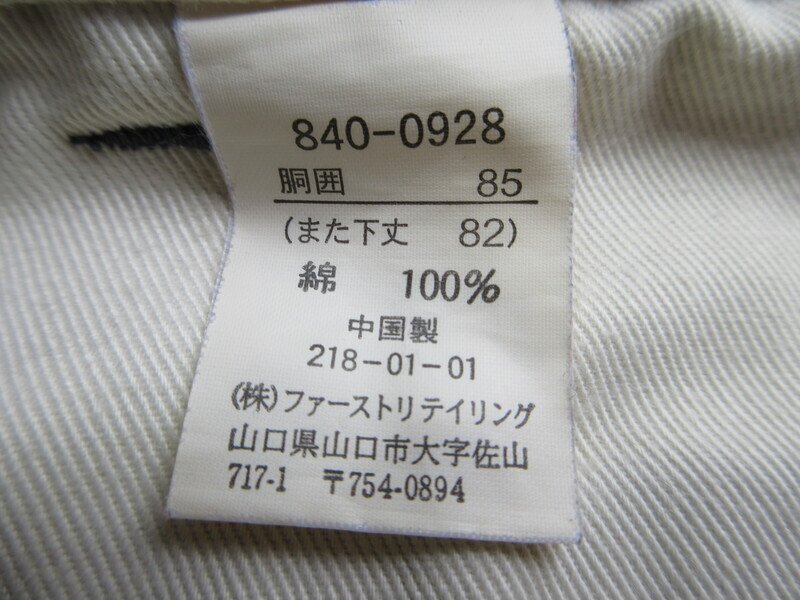 840-0928
胴囲 85
(また下丈 82)
綿 100%
中国製
218-01-01
(株)ファーストリテイリング
山口県山口市大字佐山
717-1 〒754-0894